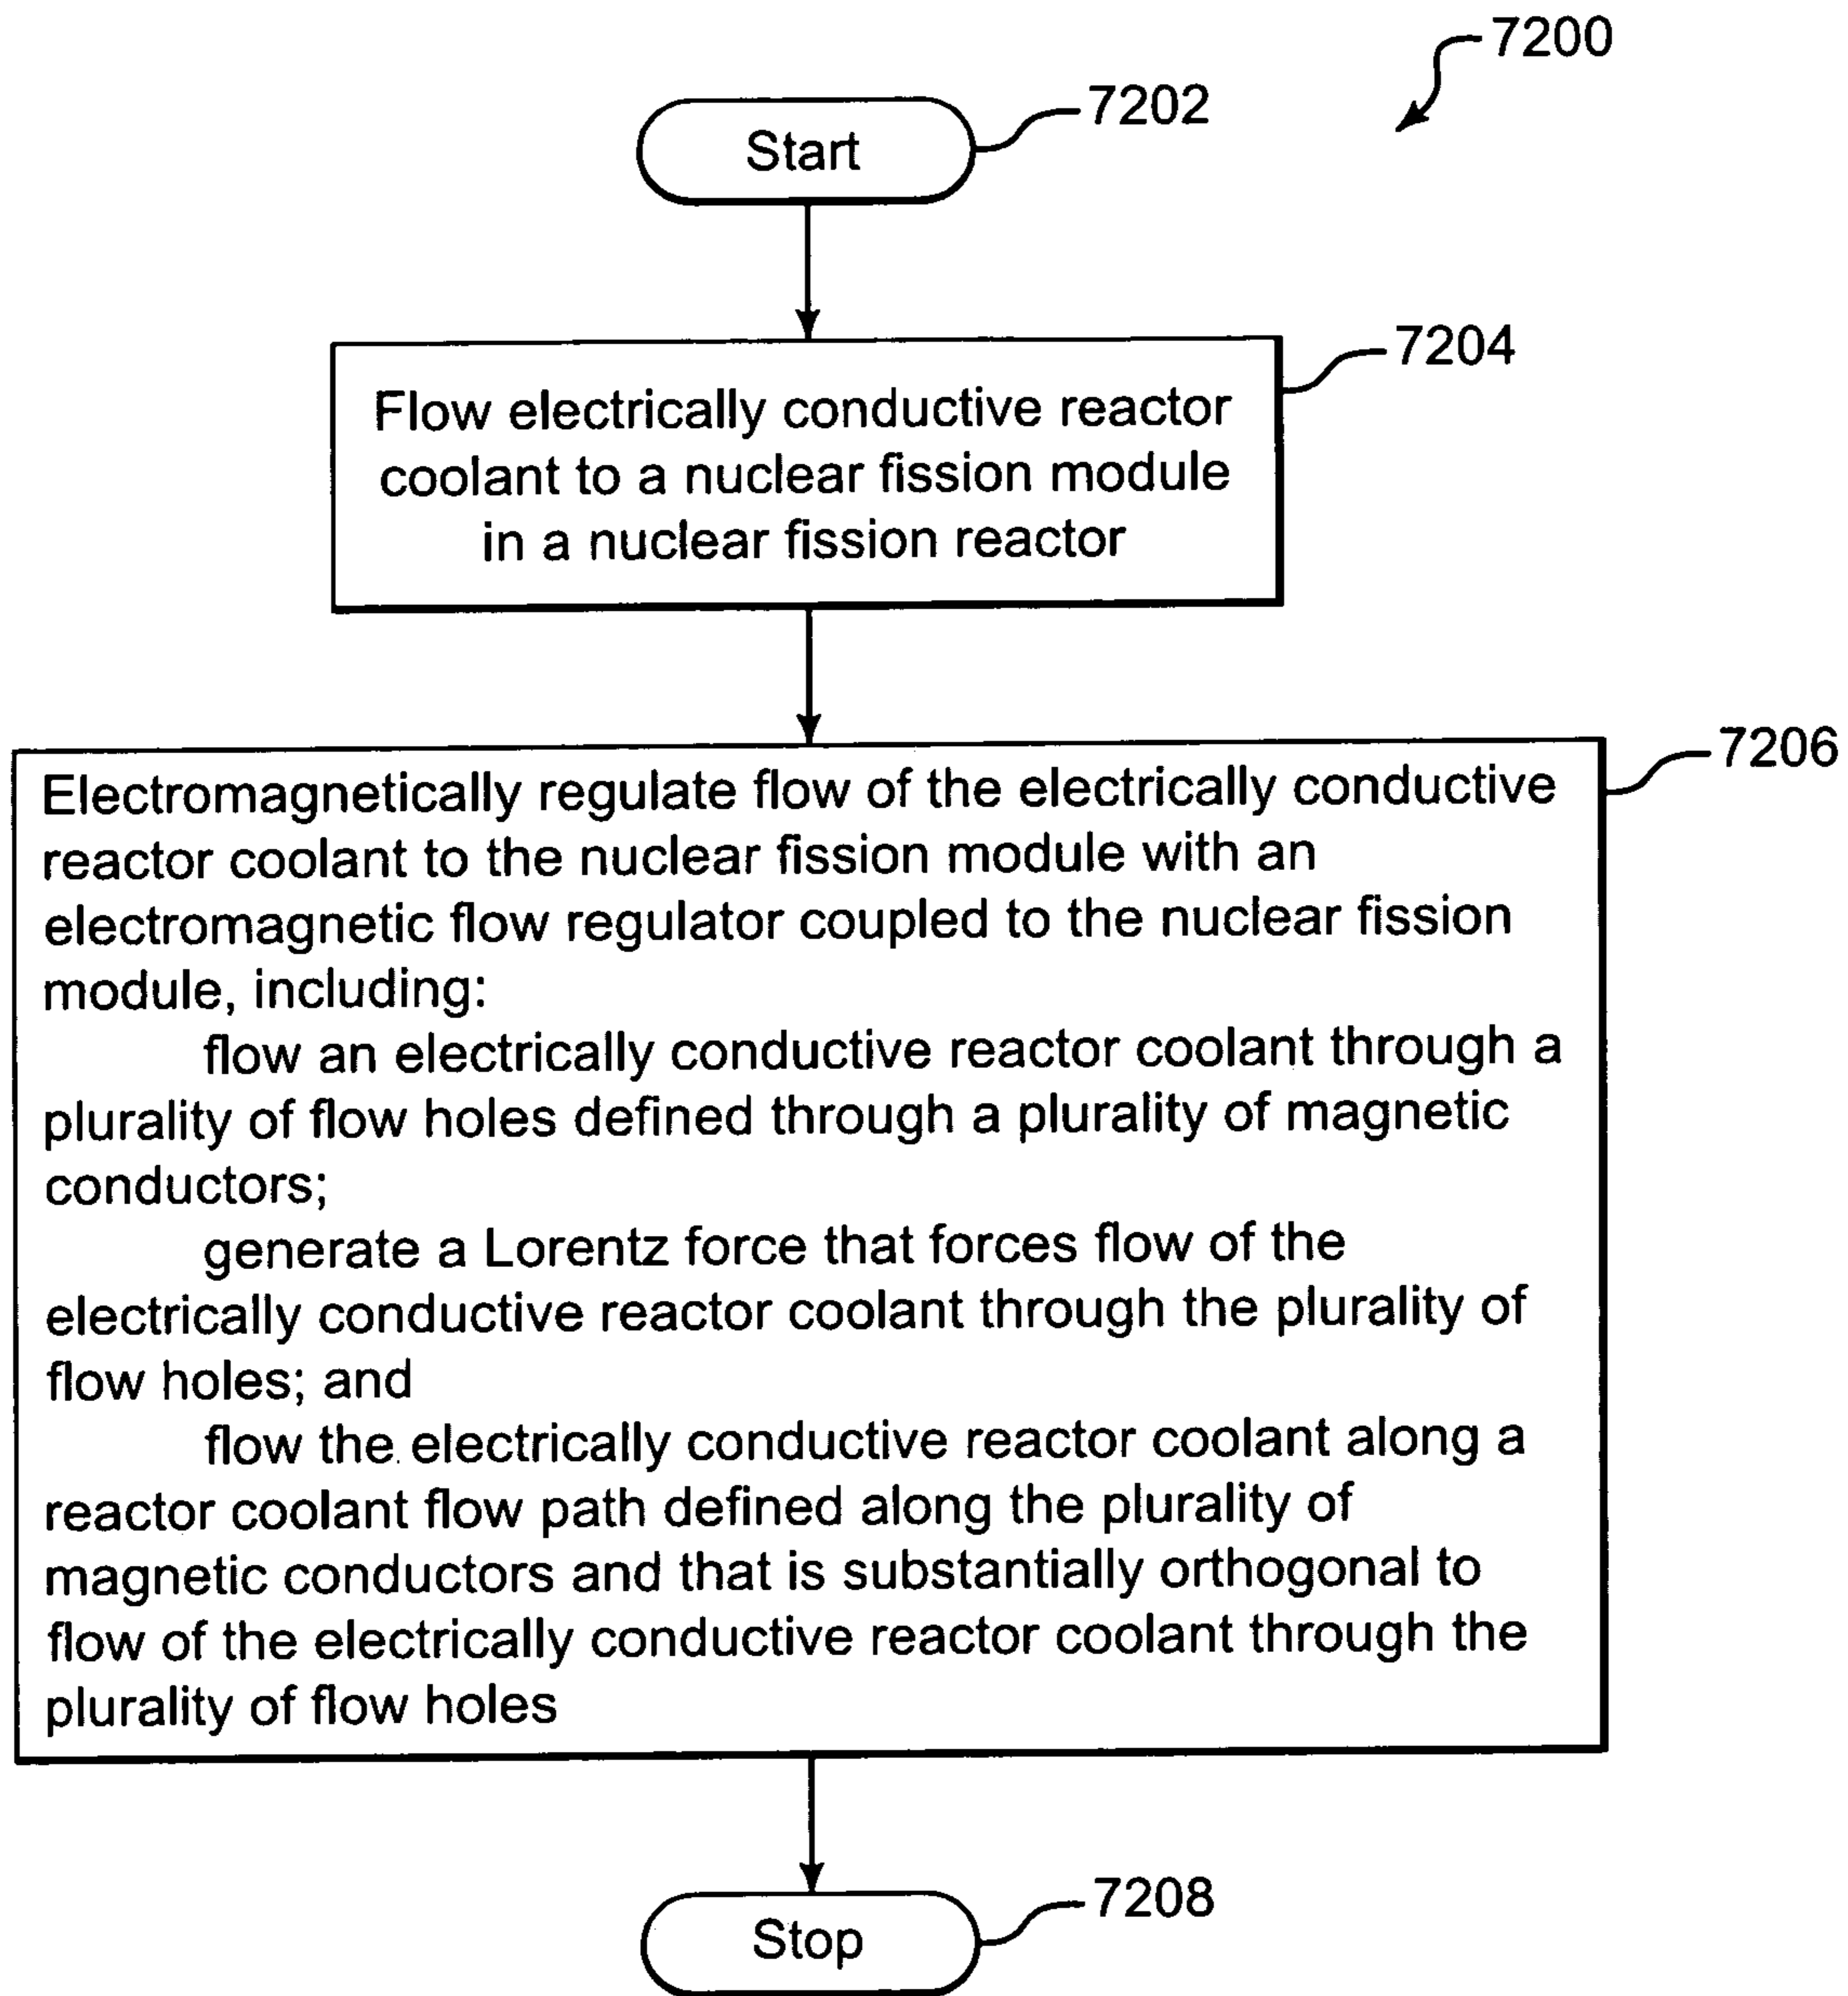 7200
7202
Start
7204
Flow electrically conductive reactor
coolant to a nuclear fission module
in a nuclear fission reactor
7206
Electromagnetically regulate flow of the electrically conductive
reactor coolant to the nuclear fission module with an
electromagnetic flow regulator coupled to the nuclear fission
module, including:
flow an electrically conductive reactor coolant through a
plurality of flow holes defined through a plurality of magnetic
conductors;
generate a Lorentz force that forces flow of the
electrically conductive reactor coolant through the plurality of
flow holes; and
flow the electrically conductive reactor coolant along a
reactor coolant flow path defined along the plurality of
magnetic conductors and that is substantially orthogonal to
flow of the electrically conductive reactor coolant through the
plurality of flow holes
7208
Stop